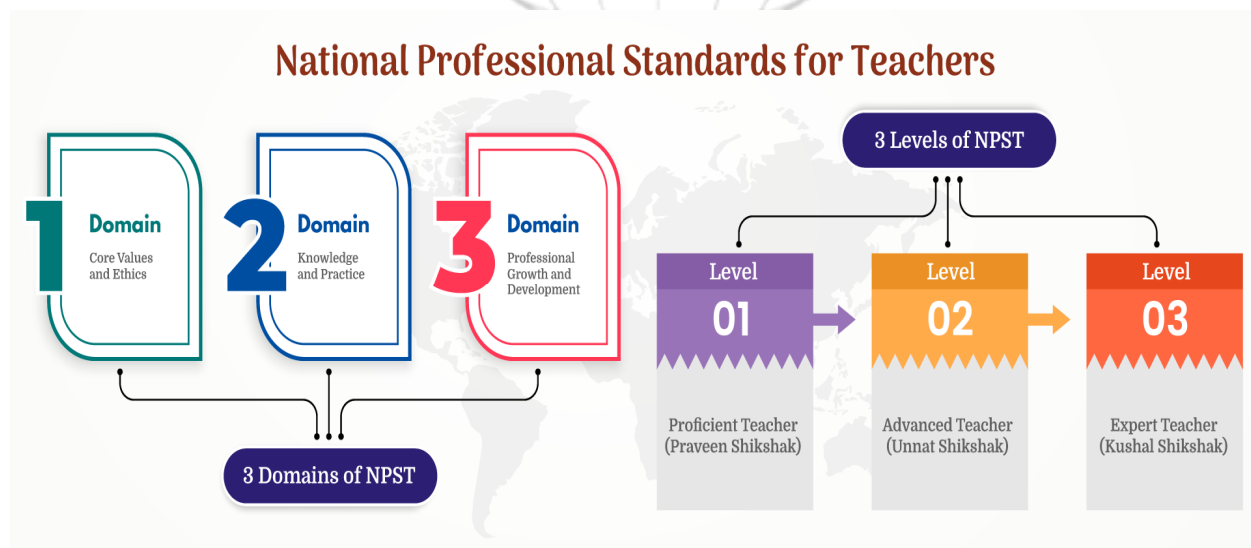 National Professional Standards for Teachers
1
Domain
Core Values
and Ethics
2
Domain
Knowledge
and Practice
3
Domain
Professional
Growth and
Development
3 Domains of NPST
3 Levels of NPST
Level
01
Proficient Teacher
(Praveen Shikshak)
Level
02
Advanced Teacher
(Unnat Shikshak)
Level
03
Expert Teacher
(Kushal Shikshak)